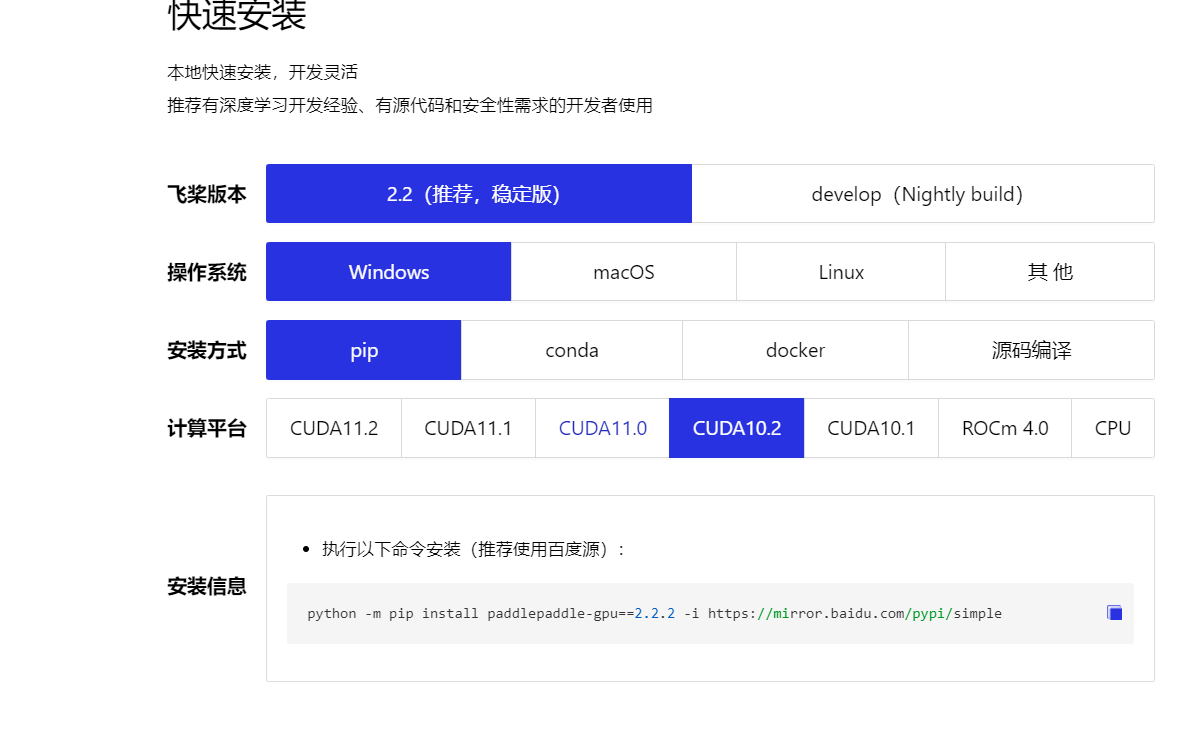 快速安装
本地快速安装，开发灵活
推荐有深度学习开发经验、有源代码和安全性需求的开发者使用
飞桨版本 2.2（推荐，稳定版） develop（Nightly build）
操作系统 Windows macOS Linux 其 他
安装方式 pip conda docker 源码编译
计算平台 CUDA11.2 CUDA11.1 CUDA11.0 CUDA10.2 CUDA10.1 ROCm 4.0 CPU
• 执行以下命令安装（推荐使用百度源）：
安装信息
python -m pip install paddlepaddle-gpu==2.2.2 -i https://mirror.baidu.com/pypi/simple